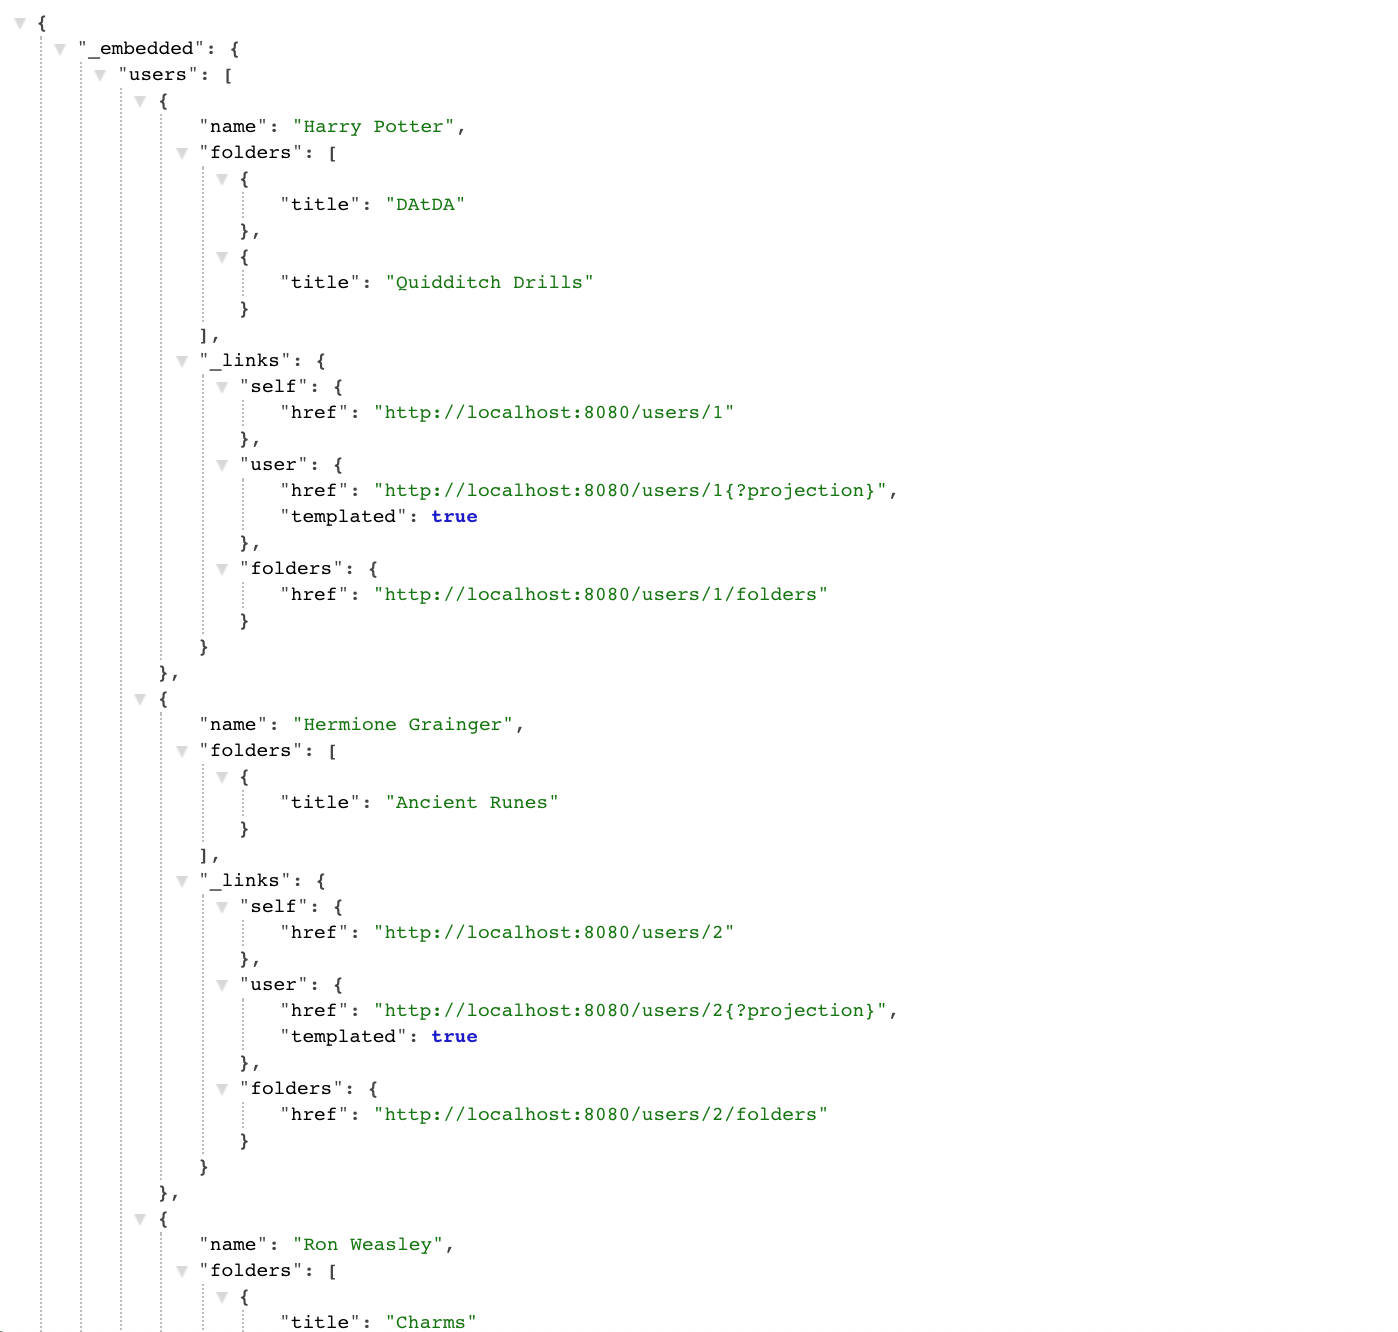 {
"_embedded": {
"users": [
{
"name": "Harry Potter",
"folders": [
{
"title": "DAtDA"
},
{
"title": "Quidditch Drills"
}
],
"_links": {
"self": {
"href": "http://localhost:8080/users/1"
},
"user": {
"href": "http://localhost:8080/users/1{?projection}",
"templated": true
},
"folders": {
"href": "http://localhost:8080/users/1/folders"
}
}
},
{
"name": "Hermione Grainger",
"folders": [
{
"title": "Ancient Runes"
}
],
"_links": {
"self": {
"href": "http://localhost:8080/users/2"
},
"user": {
"href": "http://localhost:8080/users/2{?projection}",
"templated": true
},
"folders": {
"href": "http://localhost:8080/users/2/folders"
}
}
},
{
"name": "Ron Weasley",
"folders": [
{
"title": "Charms"